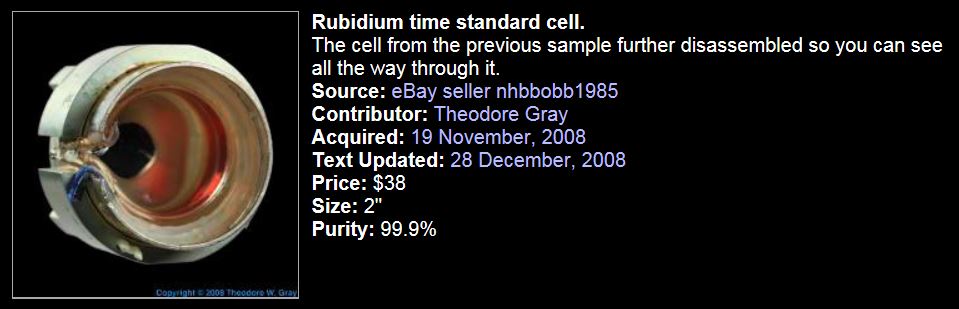 Rubidium time standard cell.
The cell from the previous sample further disassembled so you can see
all the way through it.
Source: eBay seller nhbbobb1985
Contributor: Theodore Gray
Acquired: 19 November, 2008
Text Updated: 28 December, 2008
Price: $38
Size: 2"
Purity: 99.9%
Copyright © 2008 Theodore W. Gray